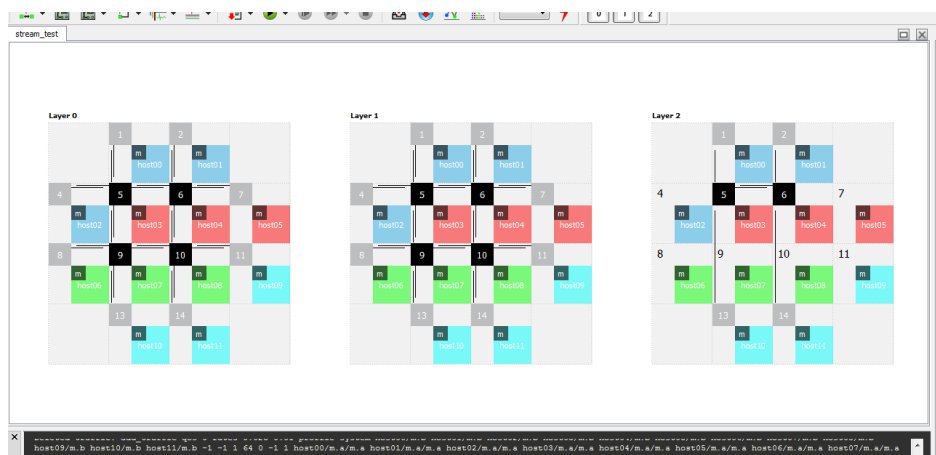 0 1 2
stream_test
Layer 0
1 2
m m
host00 host01
4 5 6 7
m m m m
host02 host03 host04 host05
8 9 10 11
m m m m
host06 host07 host08 host09
13 14
m m
host10 host11
Layer 1
1 2
m m
host00 host01
4 5 6 7
m m m m
host02 host03 host04 host05
8 9 10 11
m m m m
host06 host07 host08 host09
13 14
m m
host10 host11
Layer 2
1 2
m m
host00 host01
4 5 6 7
m m m m
host02 host03 host04 host05
8 9 10 11
m m m m
host06 host07 host08 host09
13 14
m m
host10 host11
host09/m.b host10/m.b host11/m.b -1 -1 1 64 0 -1 1 host00/m.a/m.a host01/m.a/m.a host02/m.a/m.a host03/m.a/m.a host04/m.a/m.a host05/m.a/m.a host06/m.a/m.a host07/m.a/m.a